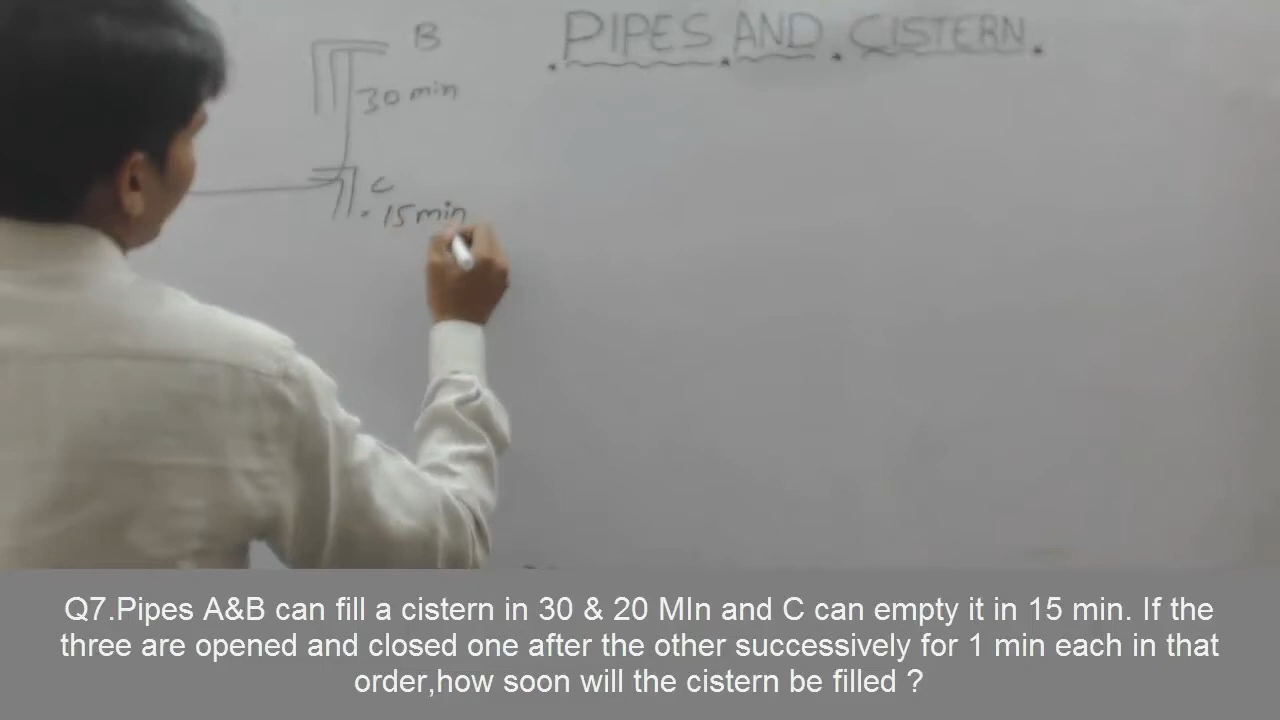 B
PIPES AND CISTERN
30 min
C
15 min
Q7.Pipes A&B can fill a cistern in 30 & 20 MIn and C can empty it in 15 min. If the
three are opened and closed one after the other successively for 1 min each in that
order,how soon will the cistern be filled ?